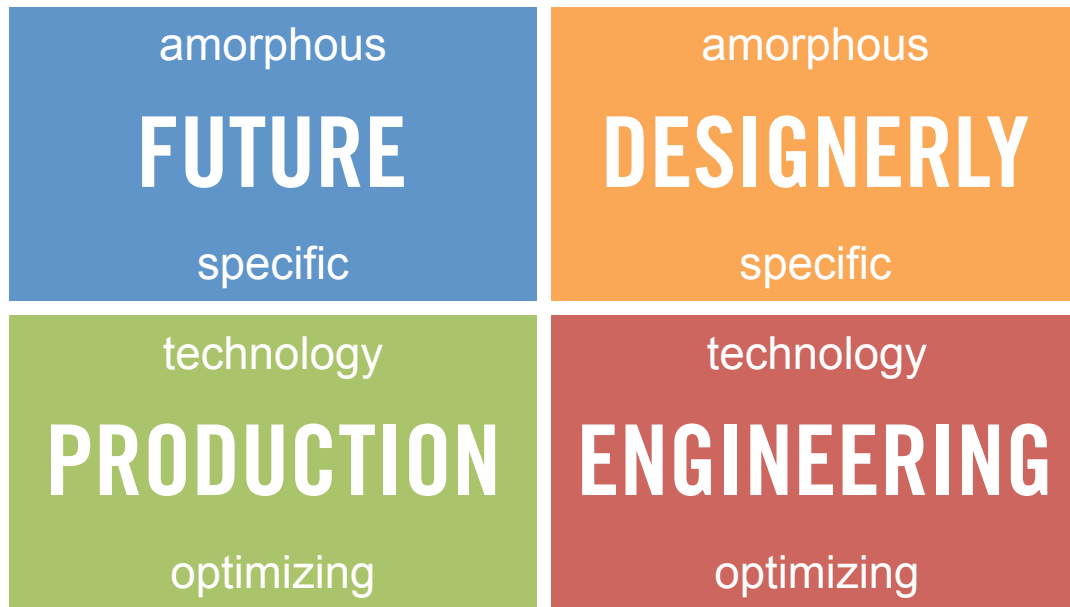 amorphous
FUTURE
specific
amorphous
DESIGNERLY
specific
technology
PRODUCTION
optimizing
technology
ENGINEERING
optimizing